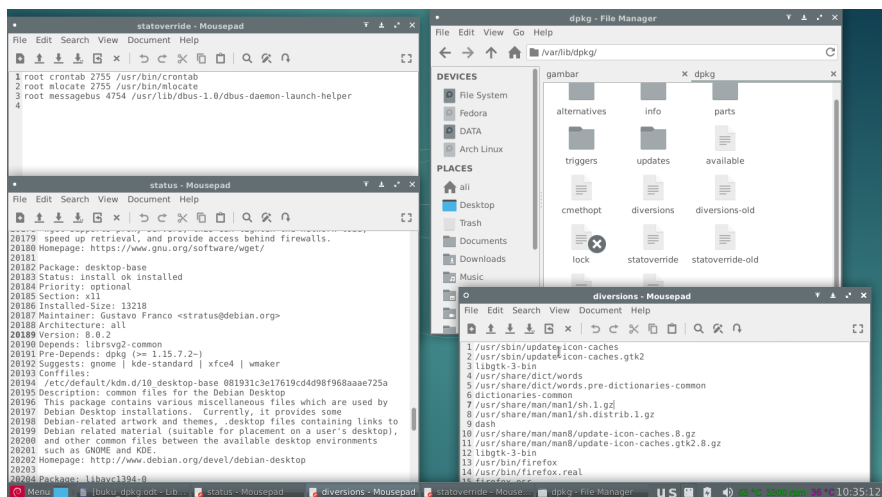 statoverride - Mousepad
File Edit Search View Document Help
1 root crontab 2755 /usr/bin/crontab
2 root mlocate 2755 /usr/bin/mlocate
3 root messagebus 4754 /usr/lib/dbus-1.0/dbus-daemon-launch-helper
4
status - Mousepad
File Edit Search View Document Help
20179 speed up retrieval, and provide access behind firewalls.
20180 Homepage: https://www.gnu.org/software/wget/
20181
20182 Package: desktop-base
20183 Status: install ok installed
20184 Priority: optional
20185 Section: x11
20186 Installed-Size: 13218
20187 Maintainer: Gustavo Franco <stratus@debian.org>
20188 Architecture: all
20189 Version: 8.0.2
20190 Depends: librsvg2-common
20191 Pre-Depends: dpkg (>= 1.15.7.2~)
20192 Suggests: gnome | kde-standard | xfce4 | wmaker
20193 Conffiles:
20194 /etc/default/kdm.d/10_desktop-base 081931c3e17619cd4d98f968aaae725a
20195 Description: common files for the Debian Desktop
20196 This package contains various miscellaneous files which are used by
20197 Debian Desktop installations. Currently, it provides some
20198 Debian-related artwork and themes, .desktop files containing links to
20199 Debian related material (suitable for placement on a user's desktop),
20200 and other common files between the available desktop environments
20201 such as GNOME and KDE.
20202 Homepage: http://www.debian.org/devel/debian-desktop
20203
20204 Package: libavc1394-0
dpkg - File Manager
File Edit View Go Help
/var/lib/dpkg/
DEVICES
File System
Fedora
DATA
Arch Linux
PLACES
ali
Desktop
Trash
Documents
Downloads
Music
gambar
dpkg
alternatives info parts
triggers updates available
cmethopt diversions diversions-old
lock statoverride statoverride-old
diversions - Mousepad
File Edit Search View Document Help
1 /usr/sbin/update-icon-caches
2 /usr/sbin/update-icon-caches.gtk2
3 libgtk-3-bin
4 /usr/share/dict/words
5 /usr/share/dict/words.pre-dictionaries-common
6 dictionaries-common
7 /usr/share/man/man1/sh.1.gz
8 /usr/share/man/man1/sh.distrib.1.gz
9 dash
10 /usr/share/man/man8/update-icon-caches.8.gz
11 /usr/share/man/man8/update-icon-caches.gtk2.8.gz
12 libgtk-3-bin
13 /usr/bin/firefox
14 /usr/bin/firefox.real
15 firefox-esr
Menu [buku_dpkg.odt - Lib... status - Mousepad diversions - Mousepad statoverride - Mouse... dpkg - File Manager US 10:35:12